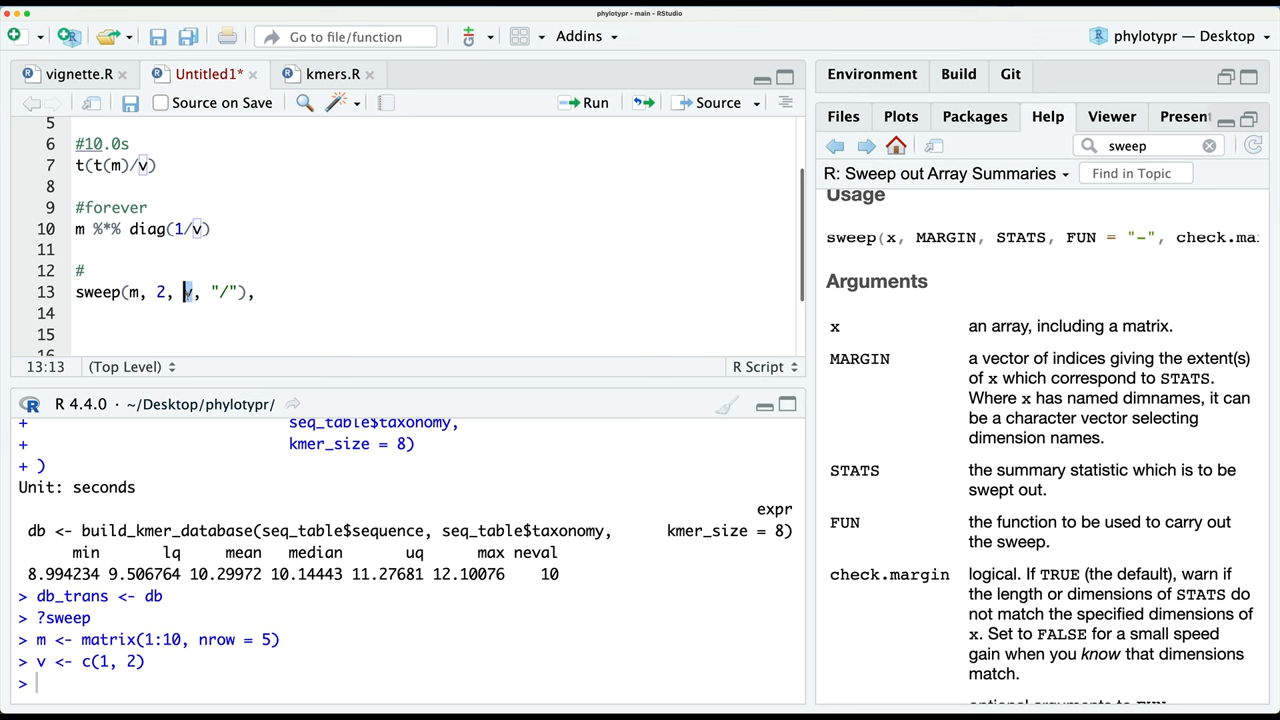 phylotypr - main - RStudio
Go to file/function
Addins
phylotypr — Desktop
vignette.R
Untitled1*
kmers.R
Source on Save
Run
Source
5
6 #10.0s
7 t(t(m)/v)
8
9 #forever
10 m %*% diag(1/v)
11
12 #
13 sweep(m, 2, v, "/"),
14
15
16
13:13
(Top Level)
R Script
R 4.4.0 · ~/Desktop/phylotypr/
+ seq_table$taxonomy,
+ kmer_size = 8)
+ )
Unit: seconds
expr
db <- build_kmer_database(seq_table$sequence, seq_table$taxonomy, kmer_size = 8)
min lq mean median uq max neval
8.994234 9.506764 10.29972 10.14443 11.27681 12.10076 10
> db_trans <- db
> ?sweep
> m <- matrix(1:10, nrow = 5)
> v <- c(1, 2)
>
Environment
Build
Git
Files
Plots
Packages
Help
Viewer
Present
sweep
R: Sweep out Array Summaries
Find in Topic
Usage
sweep(x, MARGIN, STATS, FUN = "-", check.ma
Arguments
x an array, including a matrix.
MARGIN a vector of indices giving the extent(s)
of x which correspond to STATS.
Where x has named dimnames, it can
be a character vector selecting
dimension names.
STATS the summary statistic which is to be
swept out.
FUN the function to be used to carry out
the sweep.
check.margin logical. If TRUE (the default), warn if
the length or dimensions of STATS do
not match the specified dimensions of
x. Set to FALSE for a small speed
gain when you know that dimensions
match.